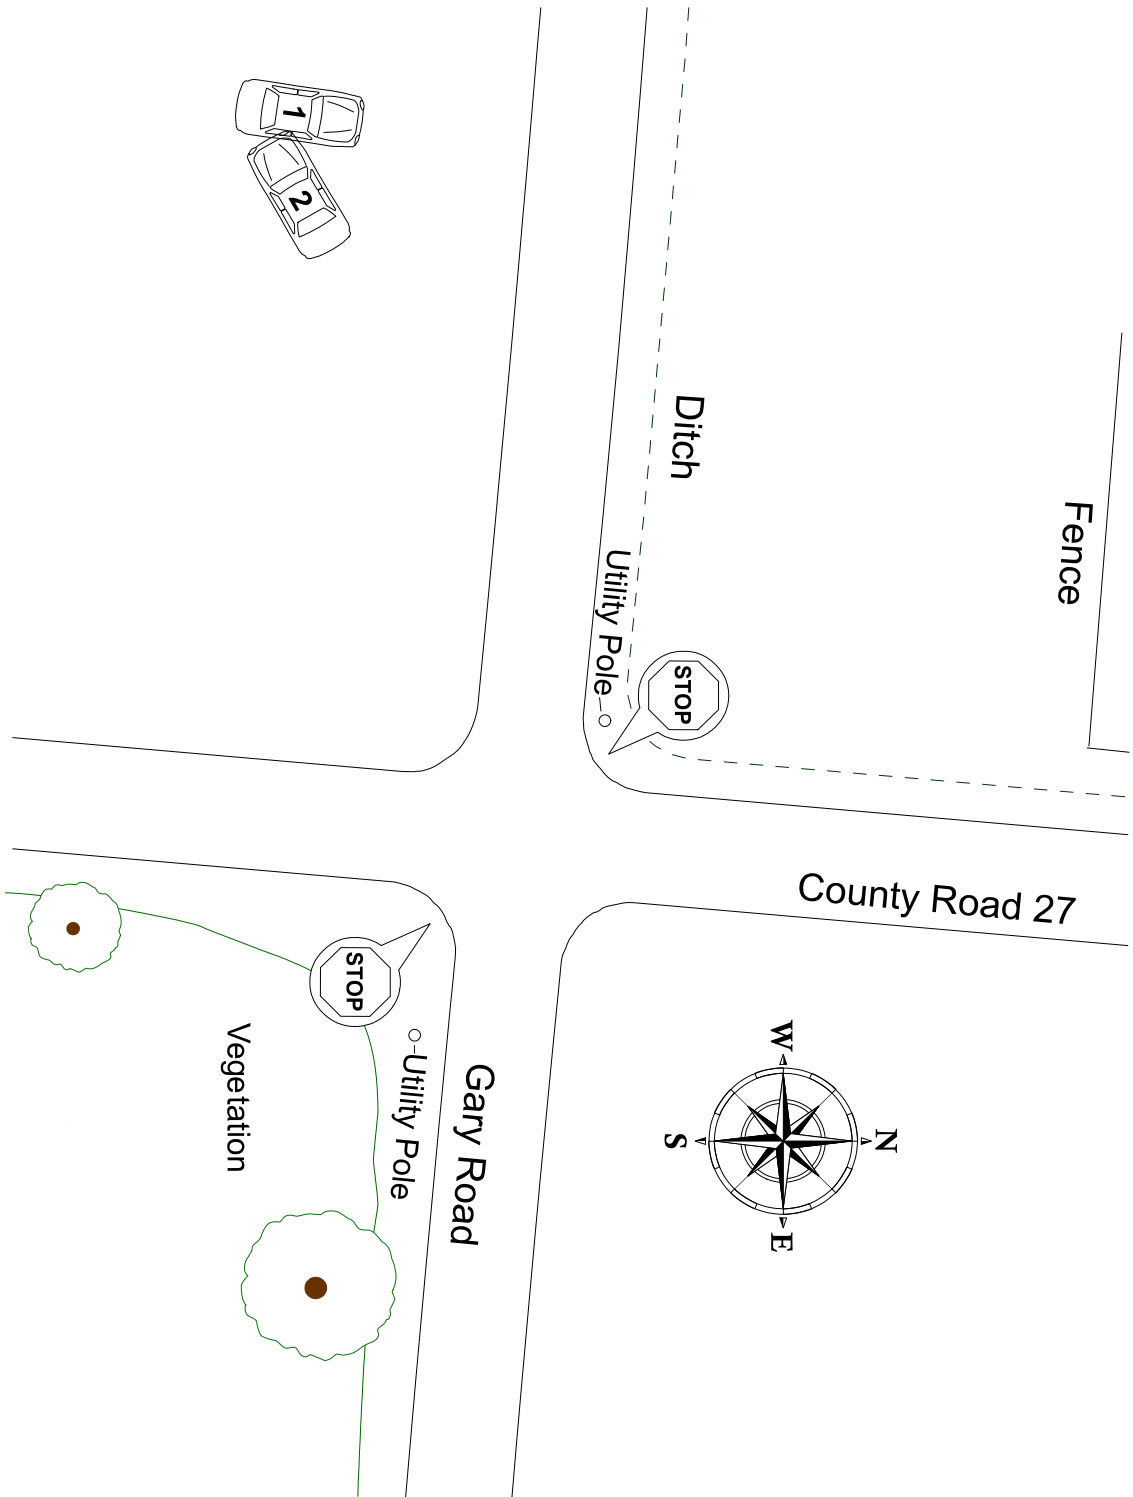 1
2
Ditch
Fence
Utility Pole
STOP
County Road 27
STOP
Utility Pole
Gary Road
Vegetation
W
N
S
E